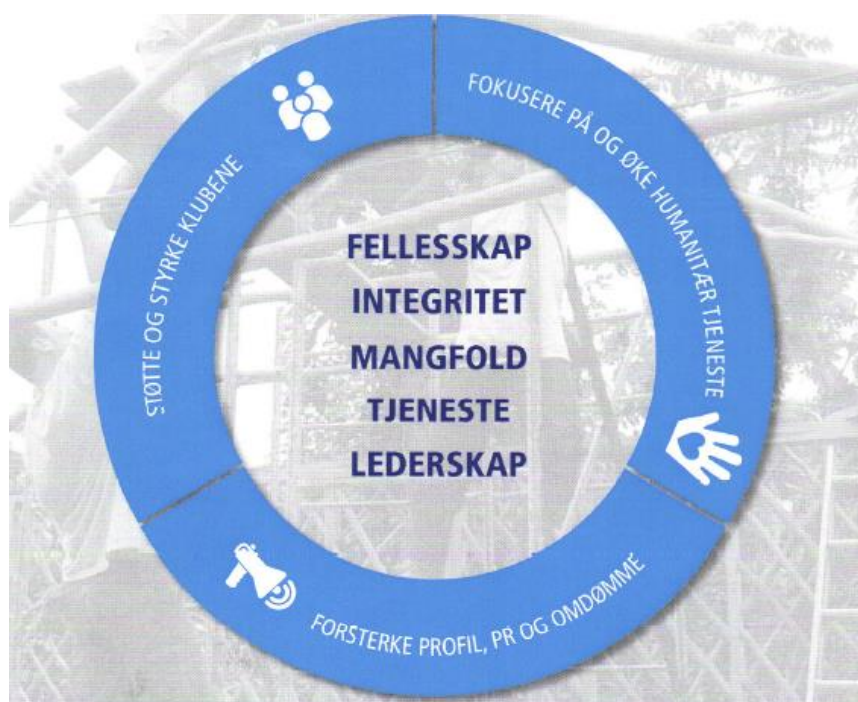 STØTTE OG STYRKE KLUBENE
FOKUSERE PÅ OG ØKE HUMANITÆR TJENESTE
FELLESSKAP
INTEGRITET
MANGFOLD
TJENESTE
LEDERSKAP
FORSTERKE PROFIL, PR OG OMDØMME